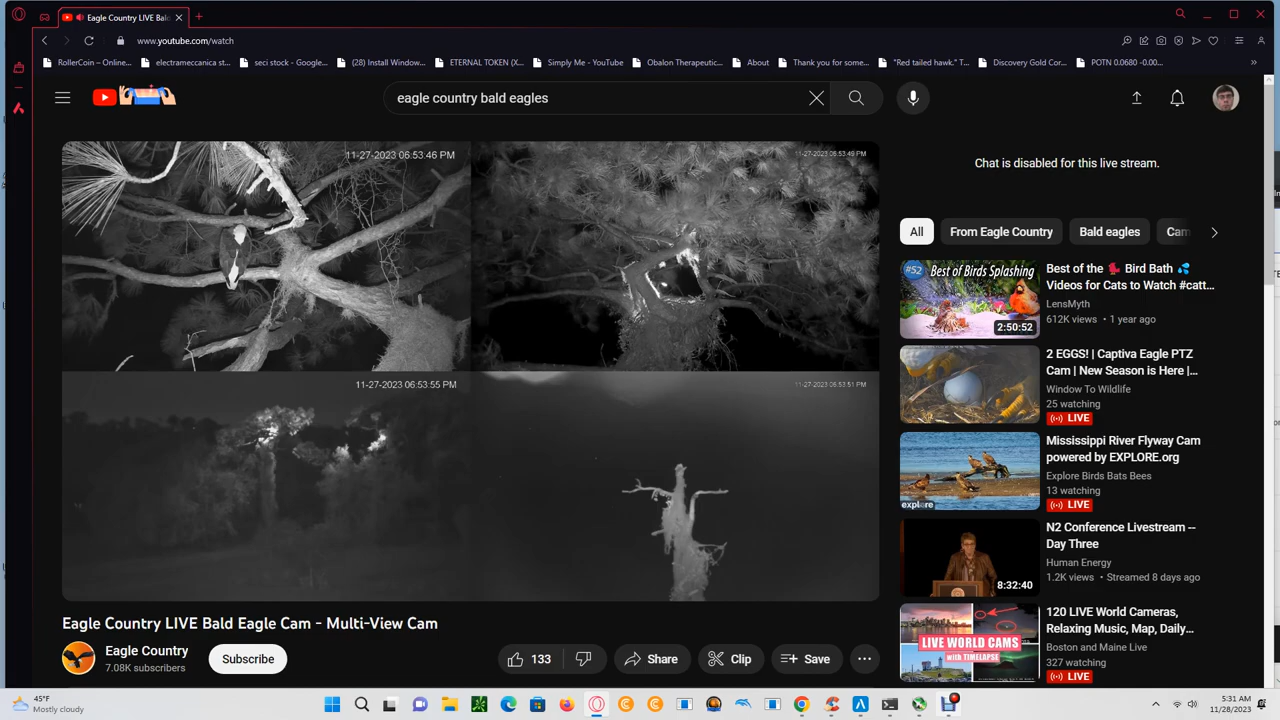 Eagle Country LIVE Bald
www.youtube.com/watch
RollerCoin – Online...
electrameccanica st...
seci stock - Google...
(28) Install Window...
ETERNAL TOKEN (X...
Simply Me - YouTube
Obalon Therapeutic...
About
Thank you for some...
"Red tailed hawk." T...
Discovery Gold Cor...
POTN 0.0680 -0.00...
eagle country bald eagles
11-27-2023 06:53:46 PM
11-27-2023 06:53:49 PM
11-27-2023 06:53:55 PM
11-27-2023 06:53:51 PM
Eagle Country LIVE Bald Eagle Cam - Multi-View Cam
Eagle Country
7.08K subscribers
Subscribe
133
Share
Clip
Save
Chat is disabled for this live stream.
All
From Eagle Country
Bald eagles
Cam
#52
Best of Birds Splashing
2:50:52
Best of the 🐦 Bird Bath 💦
Videos for Cats to Watch #catt...
LensMyth
612K views • 1 year ago
2 EGGS! | Captiva Eagle PTZ
Cam | New Season is Here |...
Window To Wildlife
25 watching
LIVE
explore
Mississippi River Flyway Cam
powered by EXPLORE.org
Explore Birds Bats Bees
13 watching
LIVE
8:32:40
N2 Conference Livestream --
Day Three
Human Energy
1.2K views • Streamed 8 days ago
LIVE WORLD CAMS
with TIMELAPSE
120 LIVE World Cameras,
Relaxing Music, Map, Daily...
Boston and Maine Live
327 watching
LIVE
45°F
Mostly cloudy
5:31 AM
11/28/2023